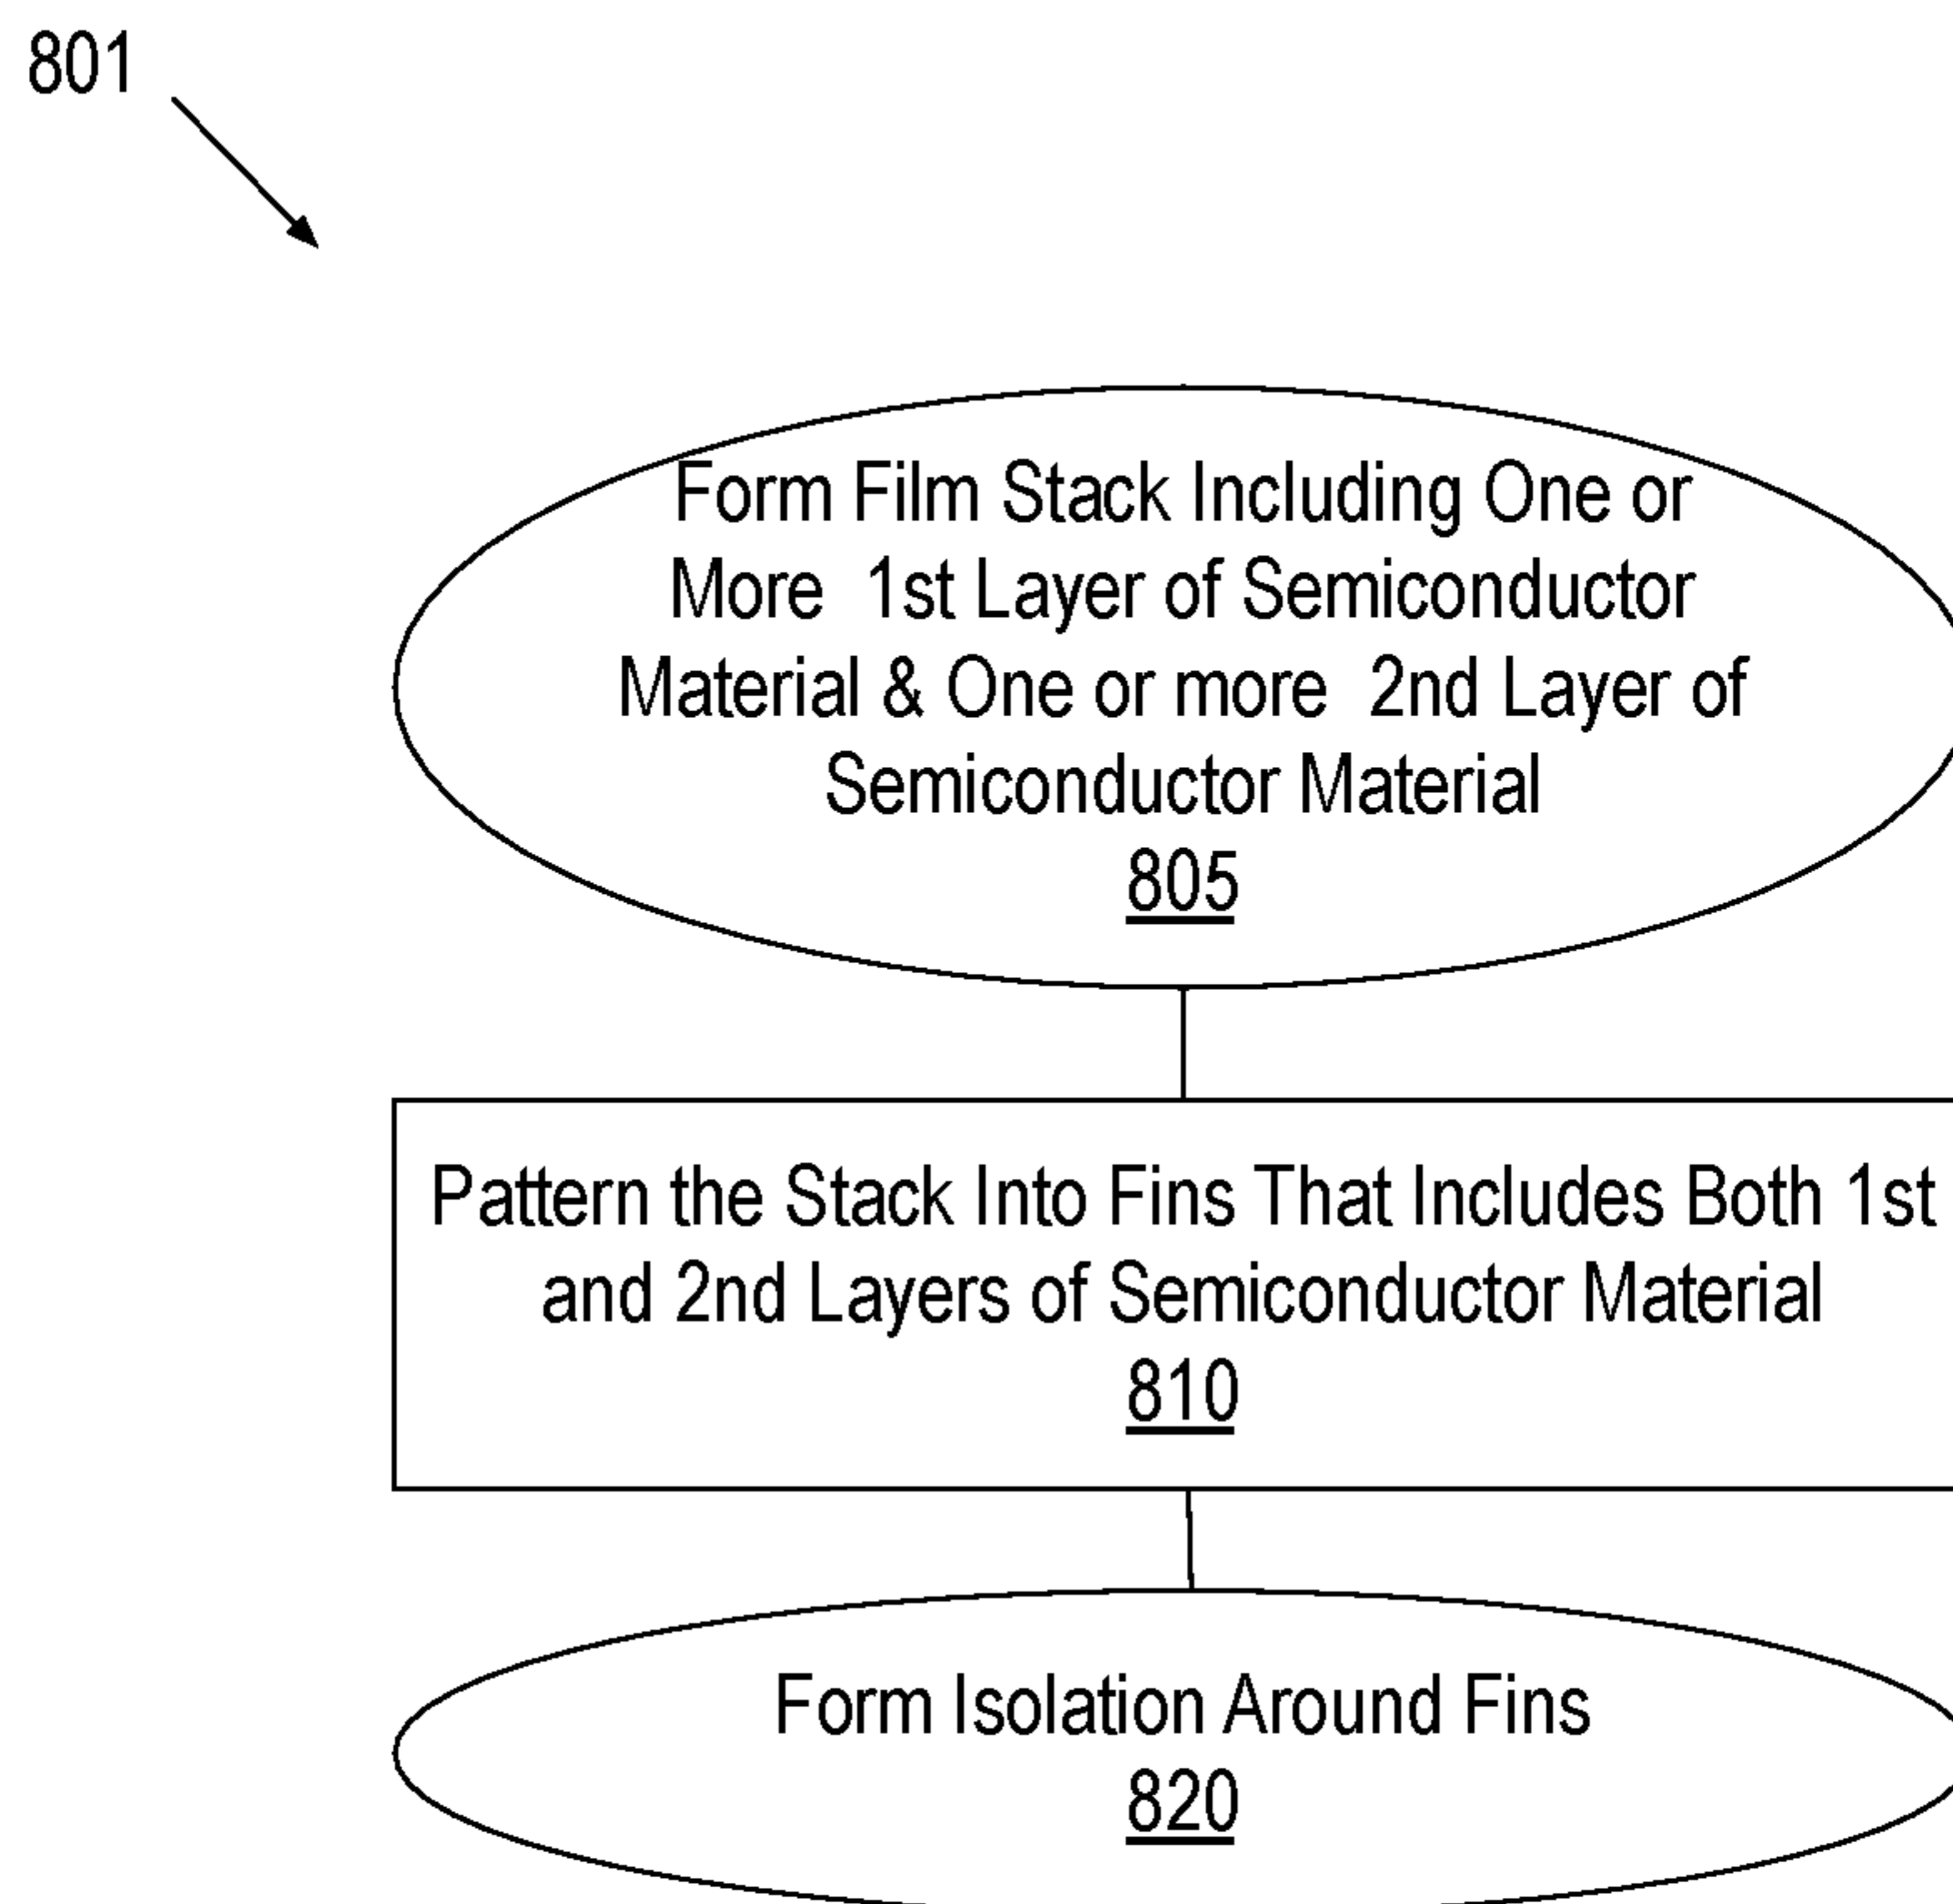 801
Form Film Stack Including One or
More 1st Layer of Semiconductor
Material & One or more 2nd Layer of
Semiconductor Material
805
Pattern the Stack Into Fins That Includes Both 1st
and 2nd Layers of Semiconductor Material
810
Form Isolation Around Fins
820